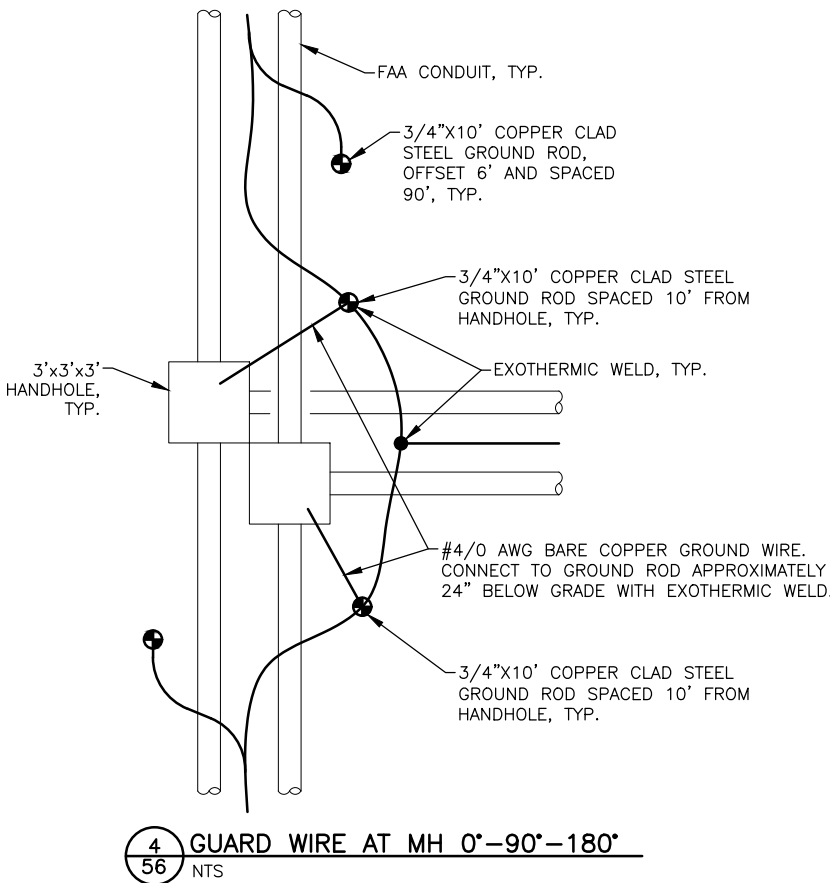 FAA CONDUIT, TYP.
3/4"X10' COPPER CLAD
STEEL GROUND ROD,
OFFSET 6' AND SPACED
90', TYP.
3/4"X10' COPPER CLAD STEEL
GROUND ROD SPACED 10' FROM
HANDHOLE, TYP.
3'x3'x3'
HANDHOLE,
TYP.
EXOTHERMIC WELD, TYP.
#4/0 AWG BARE COPPER GROUND WIRE.
CONNECT TO GROUND ROD APPROXIMATELY
24" BELOW GRADE WITH EXOTHERMIC WELD.
3/4"X10' COPPER CLAD STEEL
GROUND ROD SPACED 10' FROM
HANDHOLE, TYP.
4
56
GUARD WIRE AT MH 0°-90°-180°
NTS